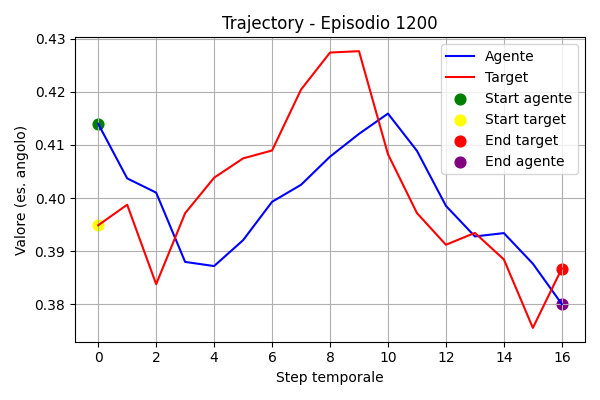 Trajectory - Episodio 1200
Valore (es. angolo)
0.43
0.42
0.41
0.40
0.39
0.38
Agente
Target
Start agente
Start target
End target
End agente
0 2 4 6 8 10 12 14 16
Step temporale